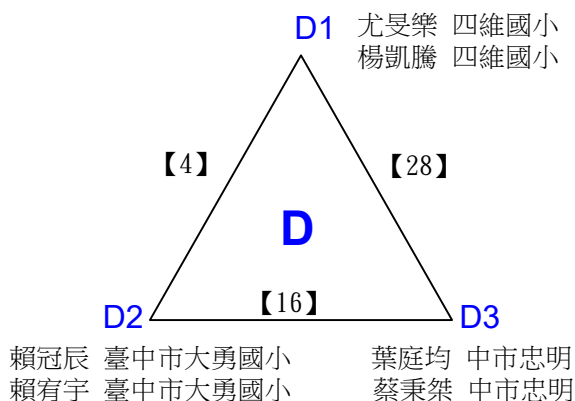 D1 尤旻樂 四維國小
楊凱騰 四維國小
【4】
【28】
D
【16】
D2
D3
賴冠辰 臺中市大勇國小
葉庭均 中市忠明
賴宥宇 臺中市大勇國小
蔡秉桀 中市忠明